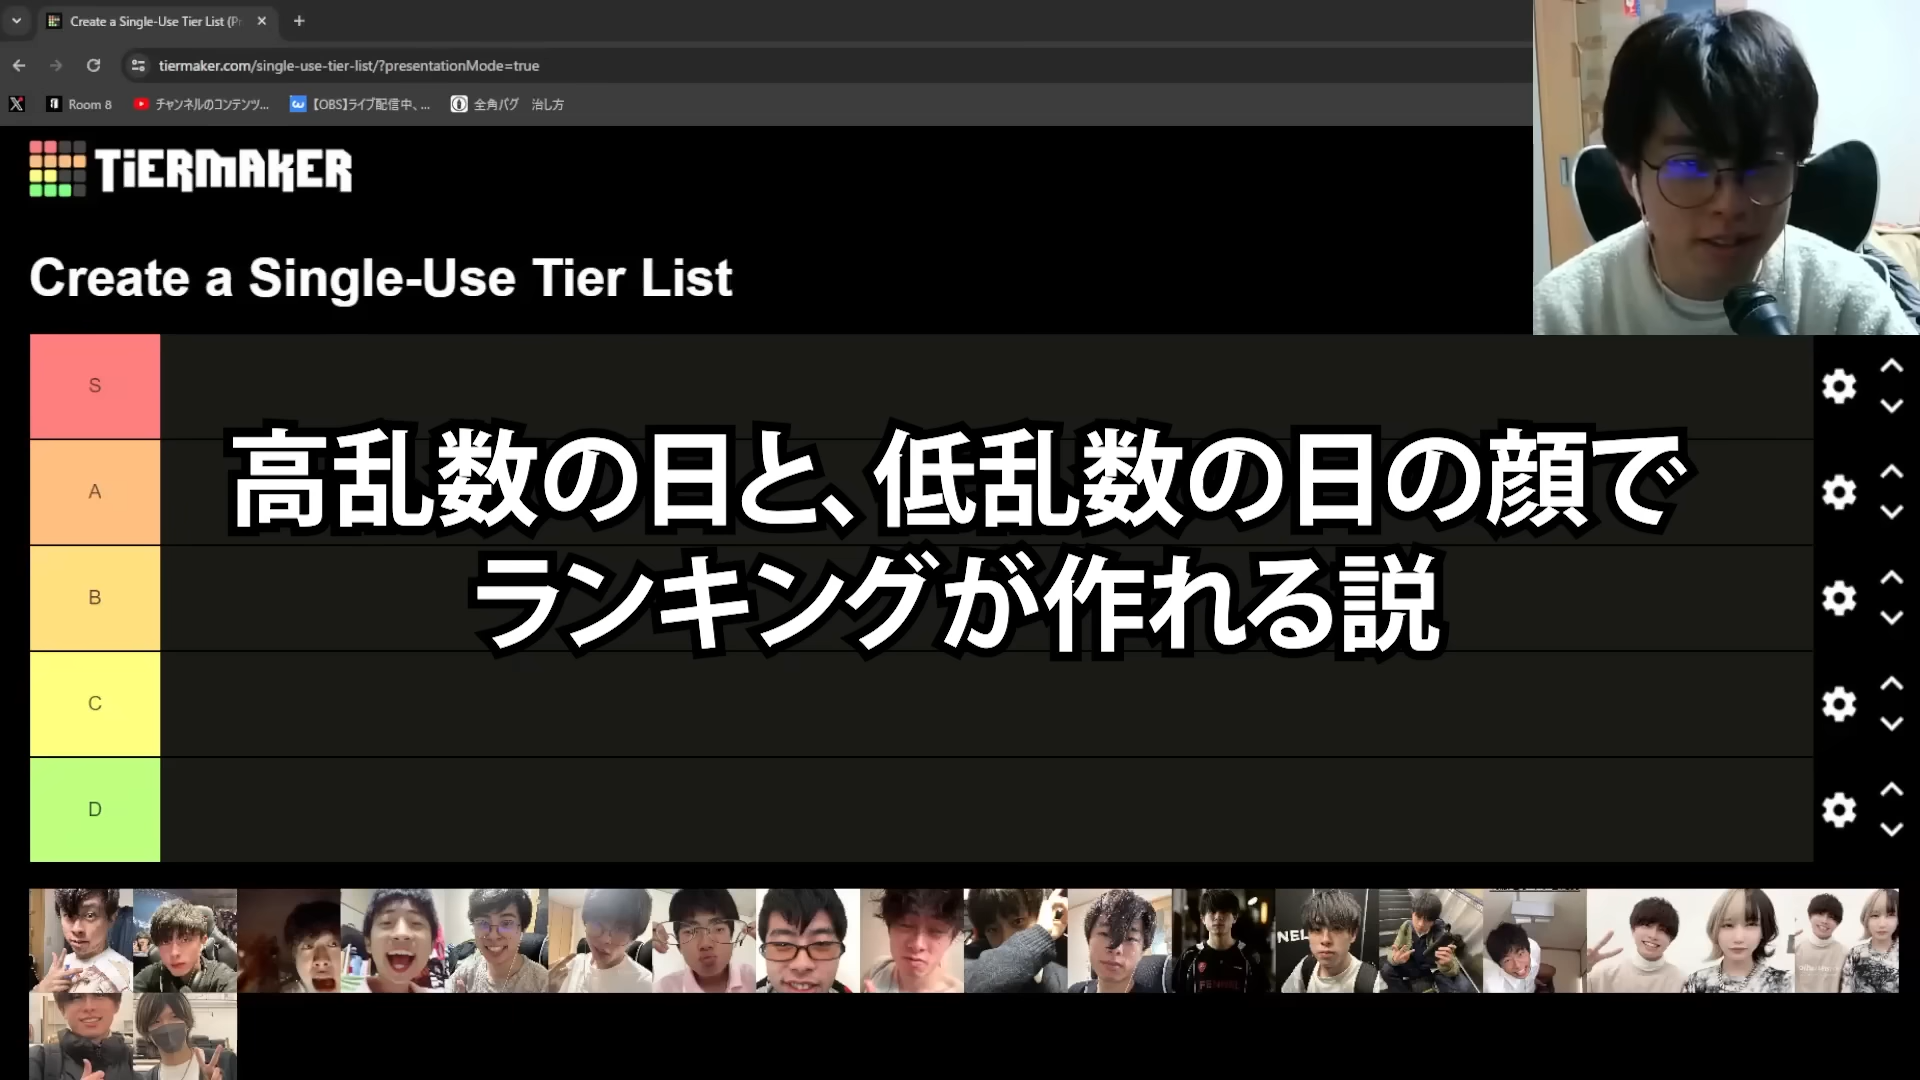 Create a Single-Use Tier List (Pr
tiermaker.com/single-use-tier-list/?presentationMode=true
Room 8
チャンネルのコンテンツ...
【OBS】ライブ配信中、...
全角バグ 治し方
TiERMAKER
Create a Single-Use Tier List
S
A
B
C
D
高乱数の日と、低乱数の日の顔で
ランキングが作れる説